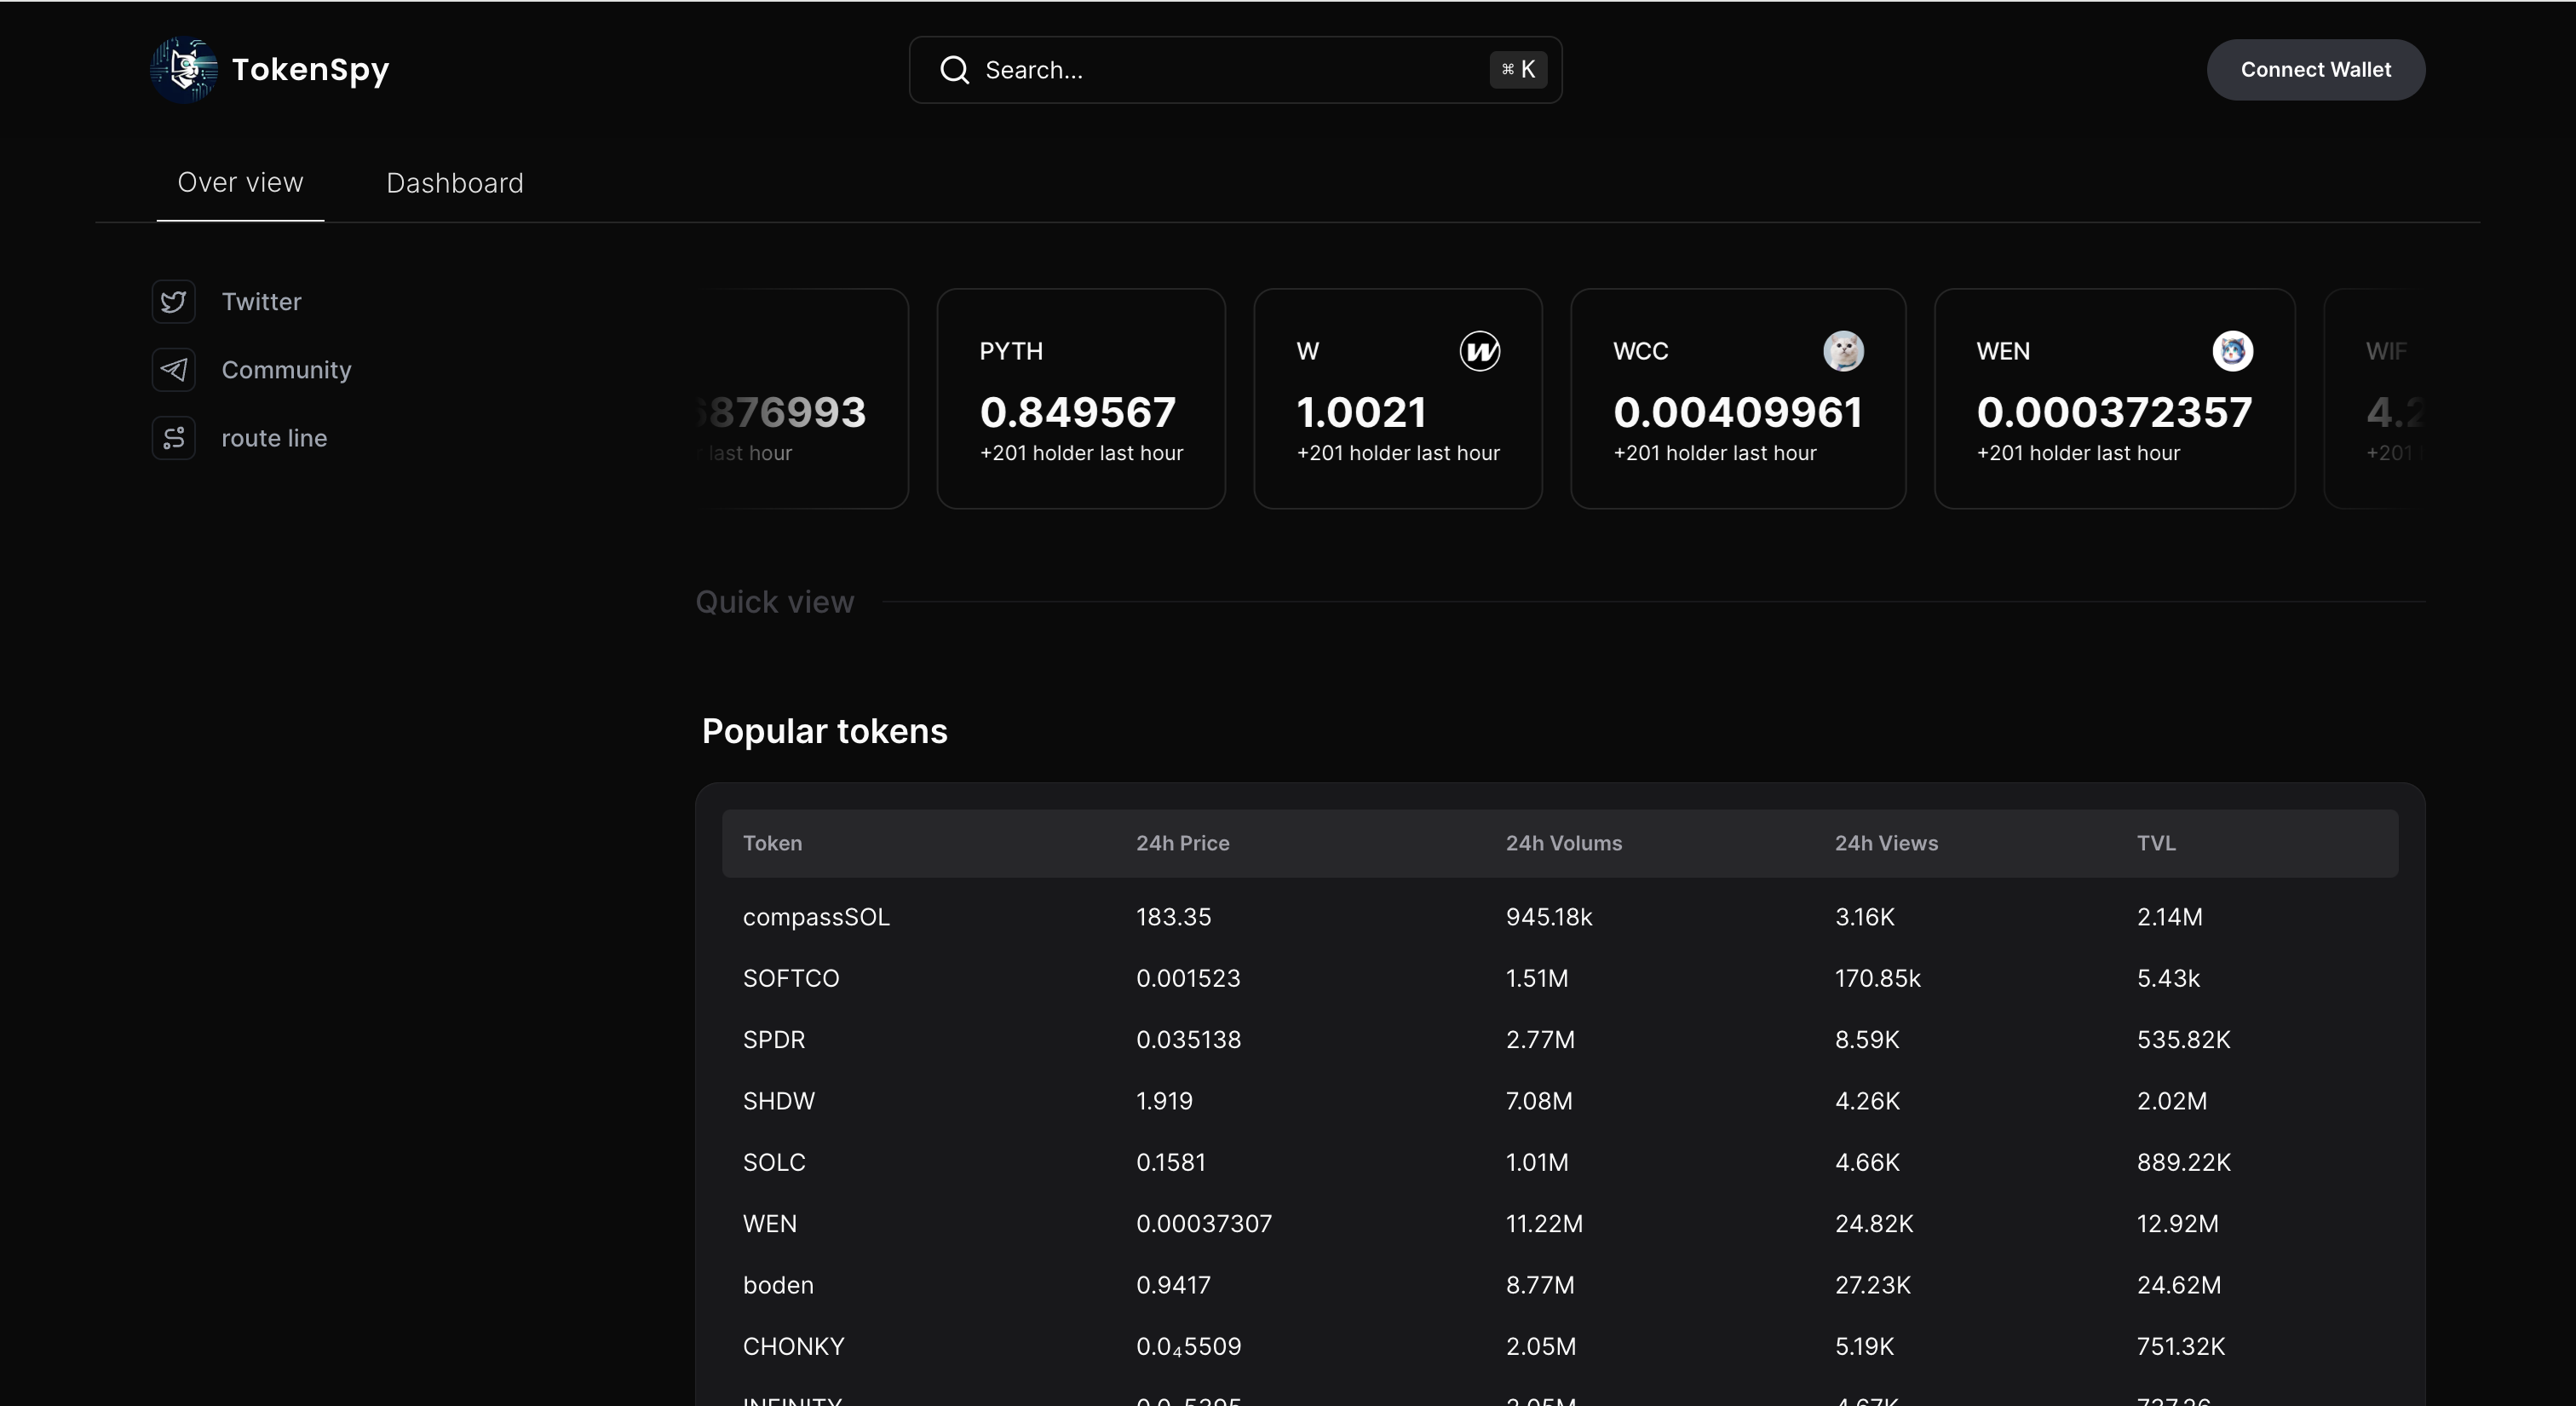 TokenSpy
Search...
⌘ K
Connect Wallet
Over view
Dashboard
Twitter
Community
route line
876993
last hour
PYTH
0.849567
+201 holder last hour
W
1.0021
+201 holder last hour
WCC
0.00409961
+201 holder last hour
WEN
0.000372357
+201 holder last hour
WIF
4.2
+201
Quick view
Popular tokens
Token 24h Price 24h Volums 24h Views TVL
compassSOL 183.35 945.18k 3.16K 2.14M
SOFTCO 0.001523 1.51M 170.85k 5.43k
SPDR 0.035138 2.77M 8.59K 535.82K
SHDW 1.919 7.08M 4.26K 2.02M
SOLC 0.1581 1.01M 4.66K 889.22K
WEN 0.00037307 11.22M 24.82K 12.92M
boden 0.9417 8.77M 27.23K 24.62M
CHONKY 0.0₄5509 2.05M 5.19K 751.32K
INFINITY